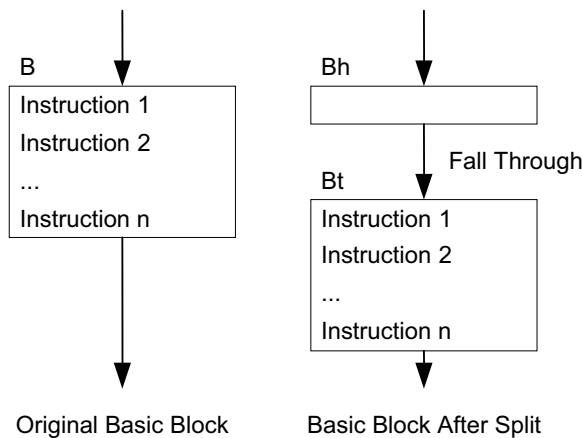 B
Instruction 1
Instruction 2
...
Instruction n
Original Basic Block
Bh
Fall Through
Bt
Instruction 1
Instruction 2
...
Instruction n
Basic Block After Split